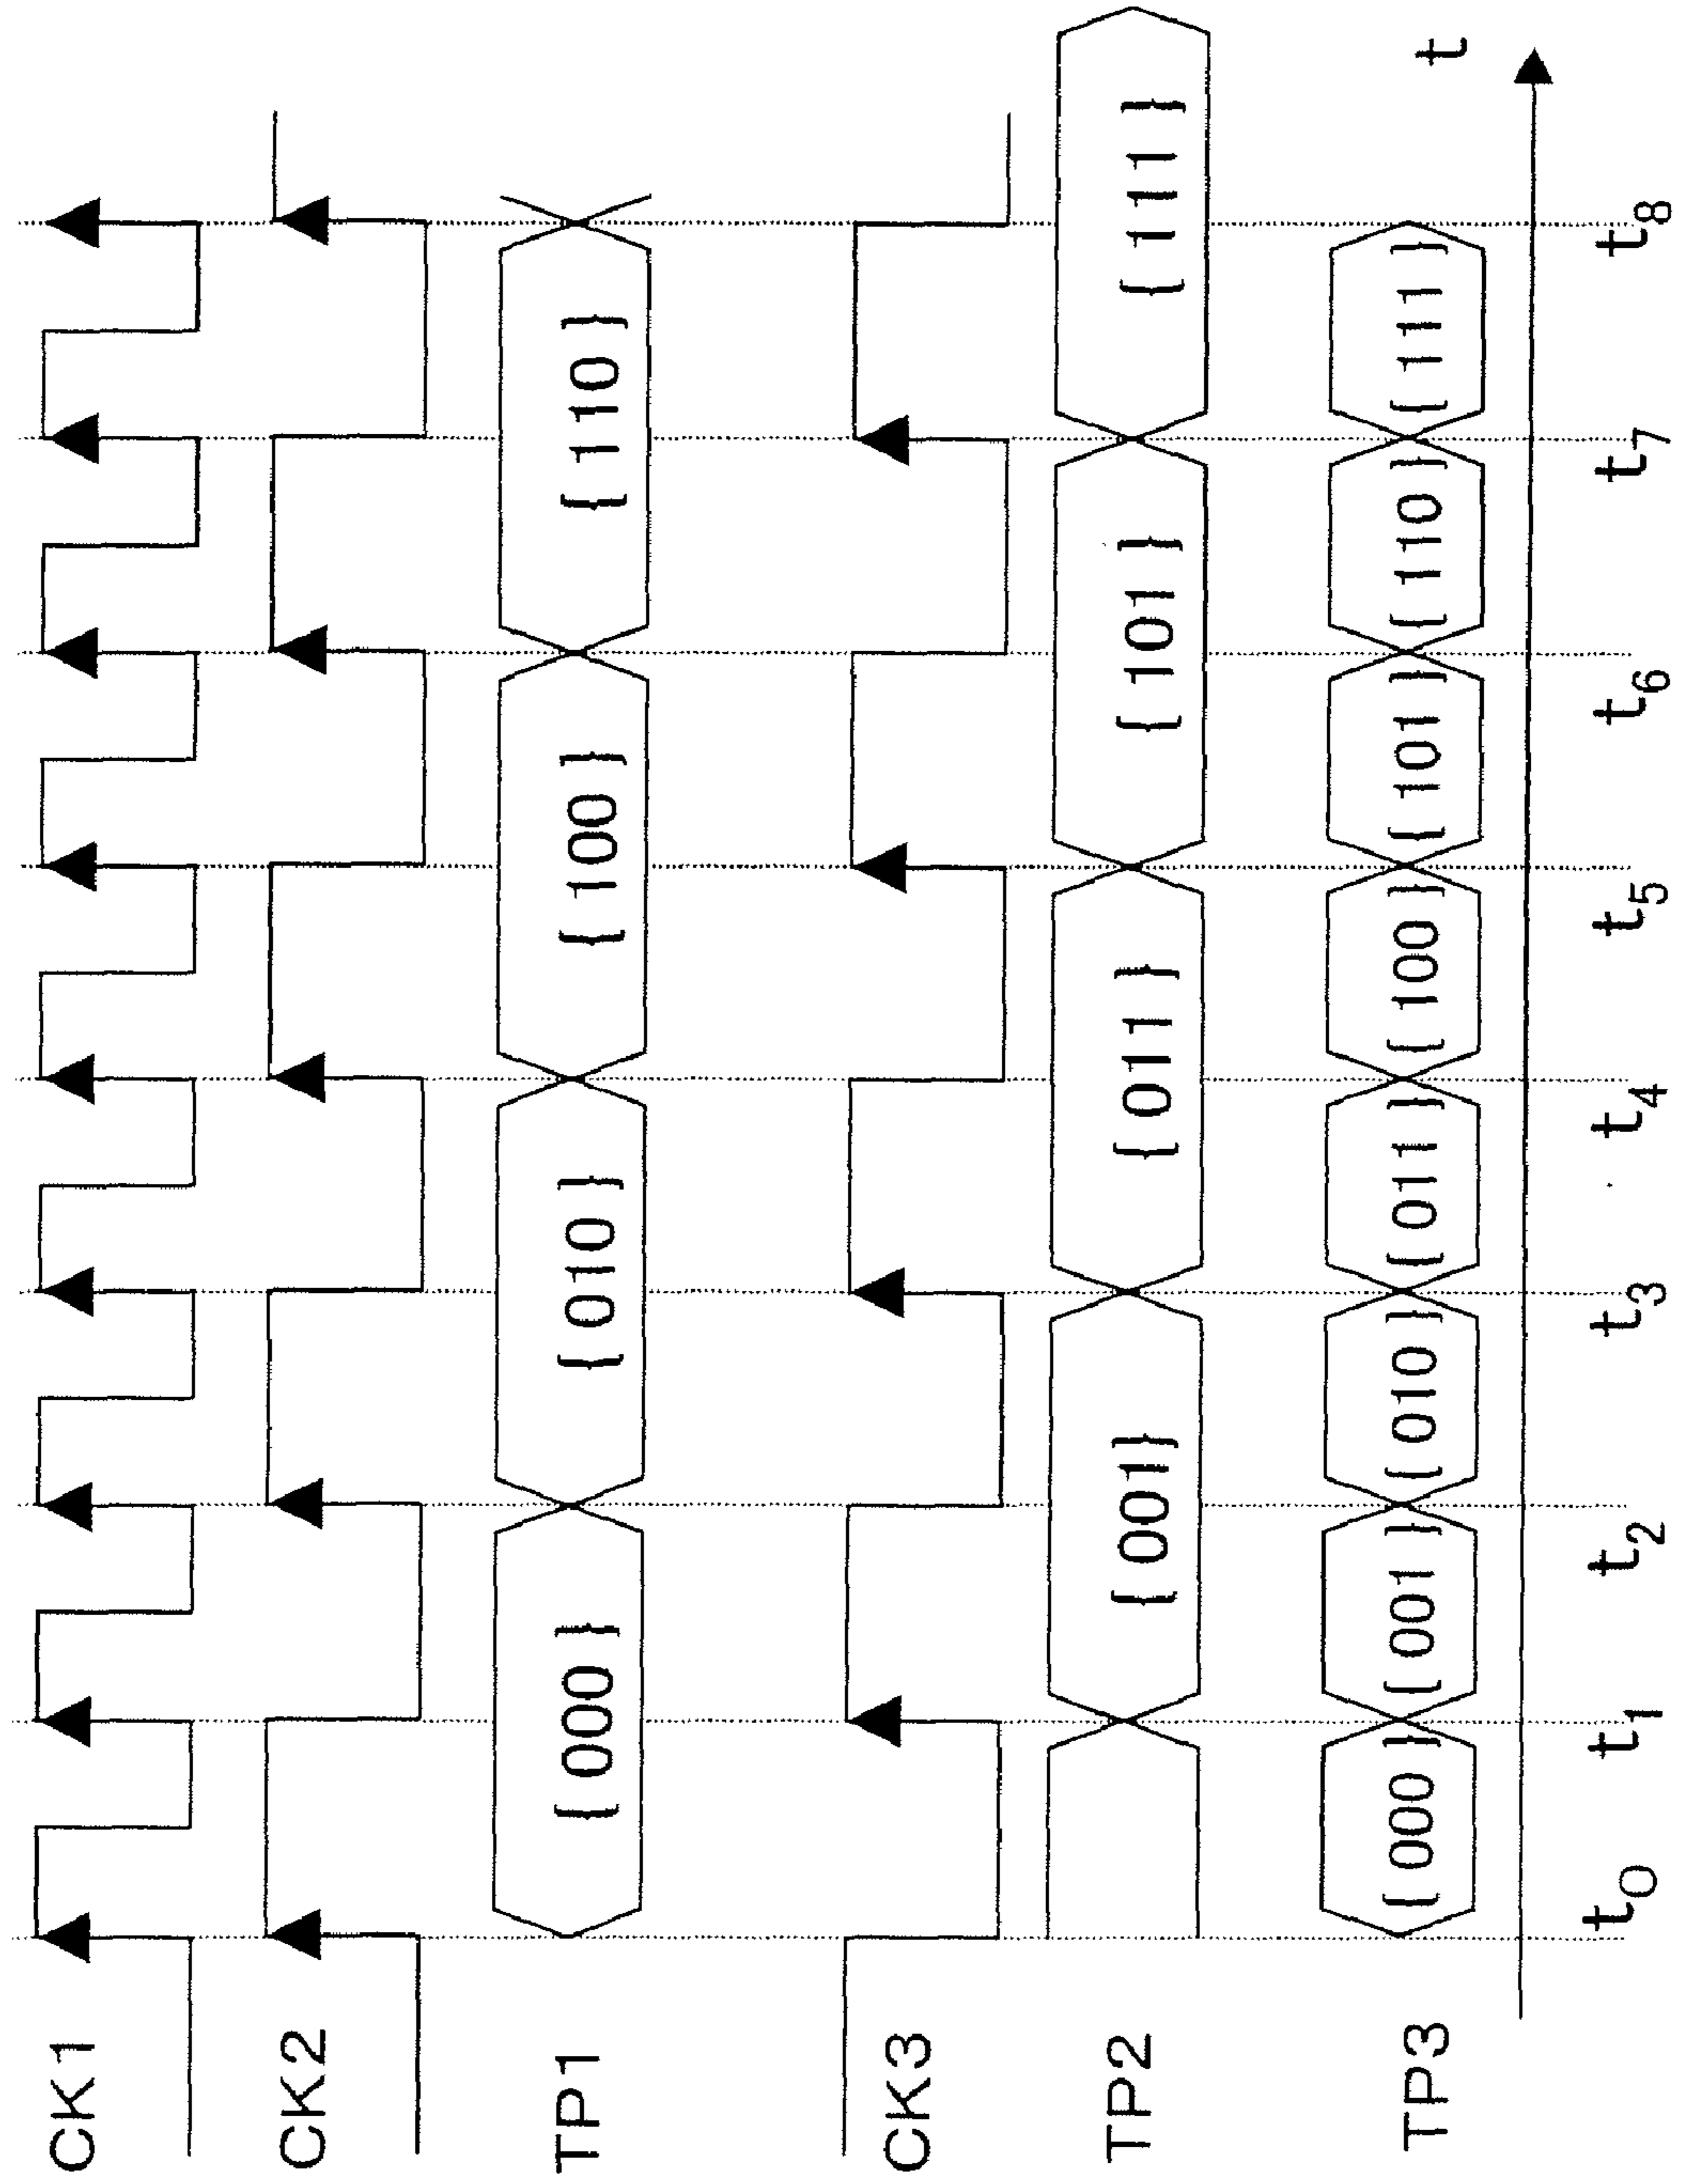 CK1
CK2
TP1 { 000 } { 010 } { 100 } { 110 }
CK3
TP2 { 001} { 011 } { 101 } { 111 }
TP3 { 000 } { 001 } { 010 } { 011 } { 100 } { 101 } { 110 } { 111 }
t
t0 t1 t2 t3 t4 t5 t6 t7 t8